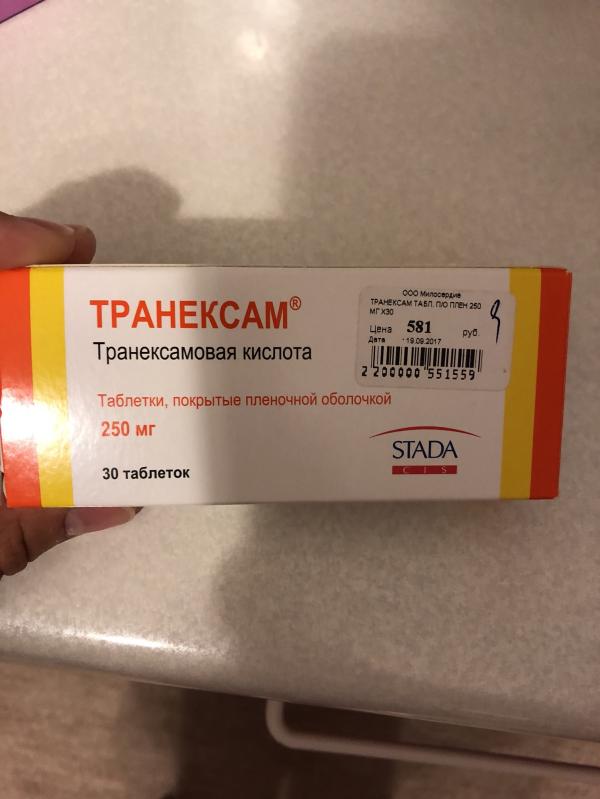 ТРАНЕКСАМ®
Транексамовая кислота
Таблетки, покрытые пленочной оболочкой
250 мг
30 таблеток
ООО Милосердие
ТРАНЕКСАМ ТАБЛ. П/О ПЛЕН 250
МГ.X30
Цена 581 руб.
Дата 19.09.2017
2 200000 551559
STADA
CIS